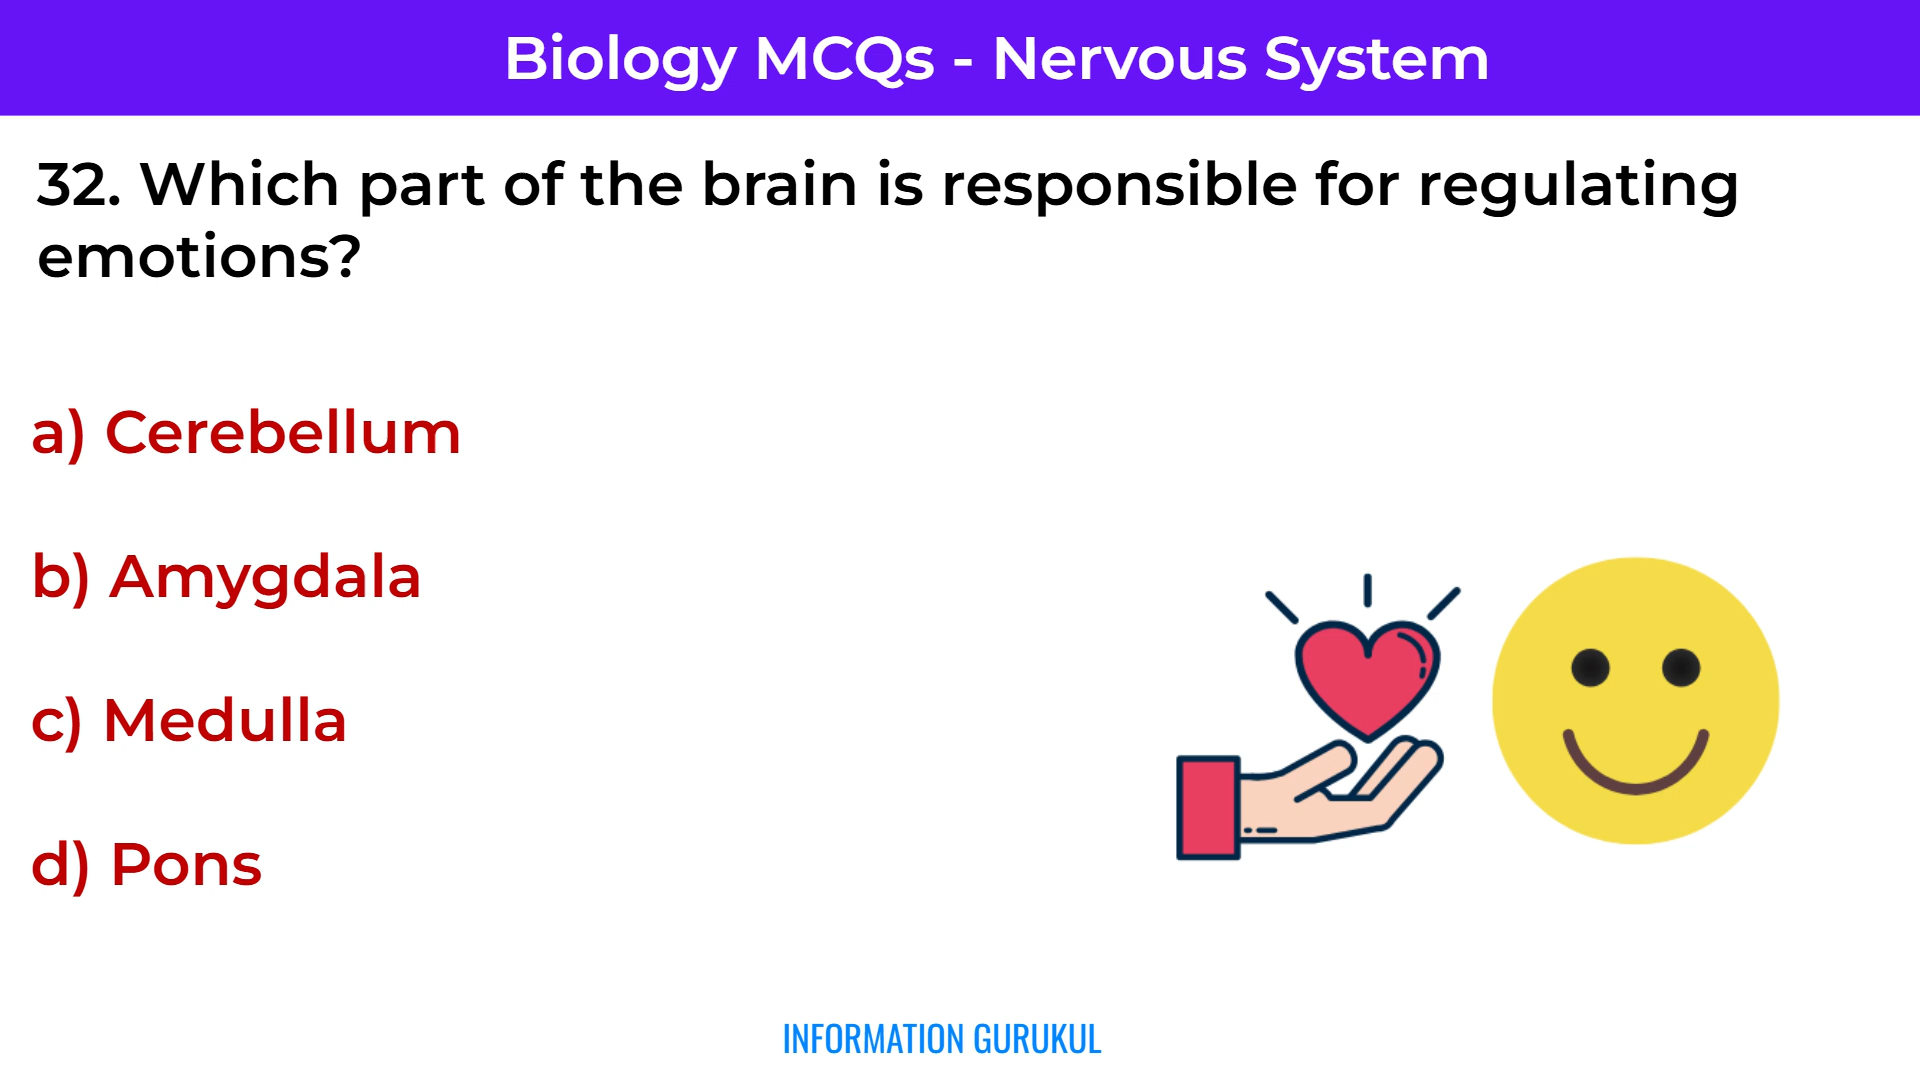 Biology MCQs - Nervous System
32. Which part of the brain is responsible for regulating
emotions?
a) Cerebellum
b) Amygdala
c) Medulla
d) Pons
INFORMATION GURUKUL